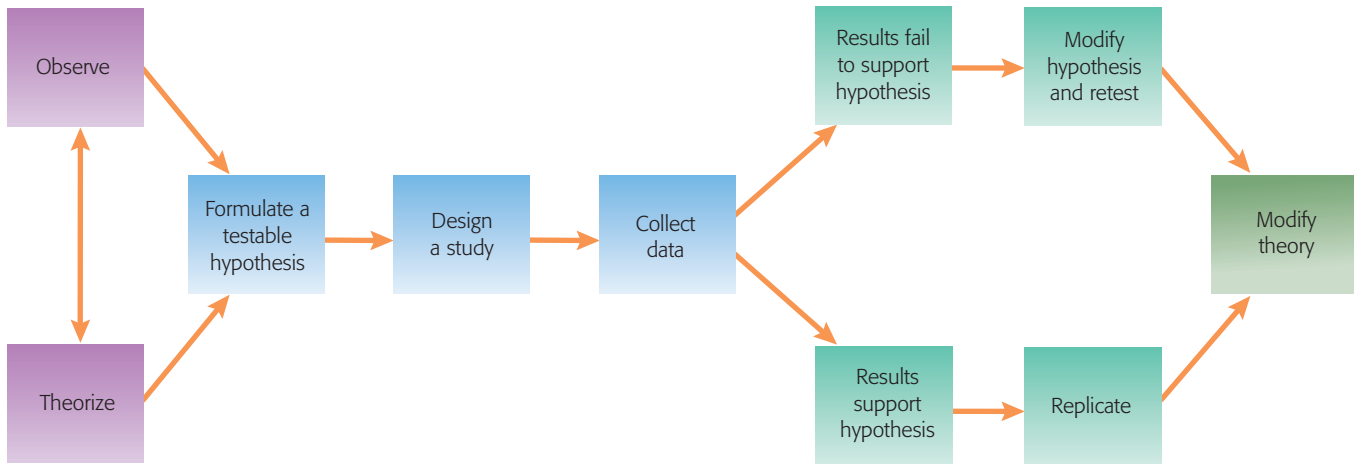 Observe
Theorize
Formulate a
testable
hypothesis
Design
a study
Collect
data
Results fail
to support
hypothesis
Modify
hypothesis
and retest
Results
support
hypothesis
Replicate
Modify
theory